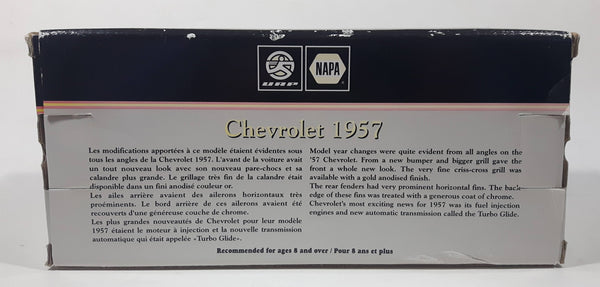 UAP
NAPA
Chevrolet 1957
Les modifications apportées à ce modèle étaient évidentes sous
tous les angles de la Chevrolet 1957. L'avant de la voiture avait
un tout nouveau look avec son nouveau pare-chocs et sa
calandre plus grande. Le grillage très fin de la calandre était
disponible dans un fini anodisé couleur or.
Les ailes arrière avaient des ailerons horizontaux très
proéminents. Le bord arrière de ces ailerons avaient été
recouverts d'une généreuse couche de chrome.
Les plus grandes nouveautés de Chevrolet pour leur modèle
1957 étaient le moteur à injection et la nouvelle transmission
automatique qui était appelée «Turbo Glide».
Model year changes were quite evident from all angles on the
'57 Chevrolet. From a new bumper and bigger grill gave the
front a whole new look. The very fine criss-cross grill was
available with a gold anodised finish.
The rear fenders had very prominent horizontal fins. The back-
edge of these fins was treated with a generous coat of chrome.
Chevrolet's most exciting news for 1957 was its fuel injection
engines and new automatic transmission called the Turbo Glide.
Recommended for ages 8 and over / Pour 8 ans et plus